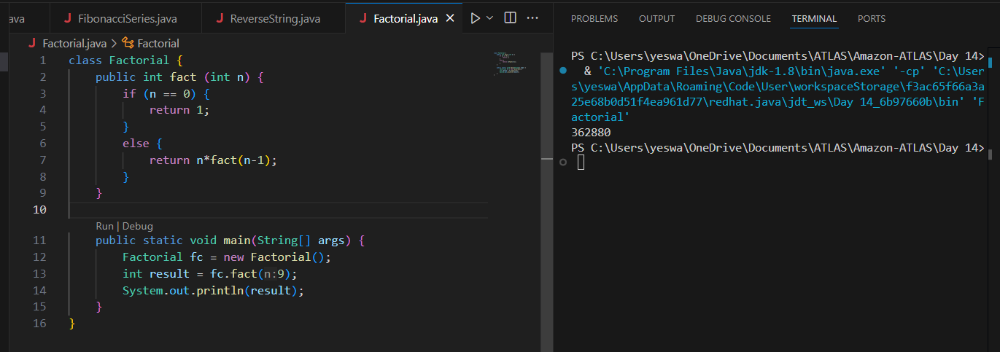 ava
FibonacciSeries.java
ReverseString.java
Factorial.java
Factorial.java > Factorial
1 class Factorial {
2 public int fact (int n) {
3 if (n == 0) {
4 return 1;
5 }
6 else {
7 return n*fact(n-1);
8 }
9 }
10
Run | Debug
11 public static void main(String[] args) {
12 Factorial fc = new Factorial();
13 int result = fc.fact(n:9);
14 System.out.println(result);
15 }
16 }
PROBLEMS OUTPUT DEBUG CONSOLE TERMINAL PORTS
PS C:\Users\yeswa\OneDrive\Documents\ATLAS\Amazon-ATLAS\Day 14>
& 'C:\Program Files\Java\jdk-1.8\bin\java.exe' '-cp' 'C:\User
s\yeswa\AppData\Roaming\Code\User\workspaceStorage\f3ac65f66a3a
25e68b0d51f4ea961d77\redhat.java\jdt_ws\Day 14_6b97660b\bin' 'F
actorial'
362880
PS C:\Users\yeswa\OneDrive\Documents\ATLAS\Amazon-ATLAS\Day 14>